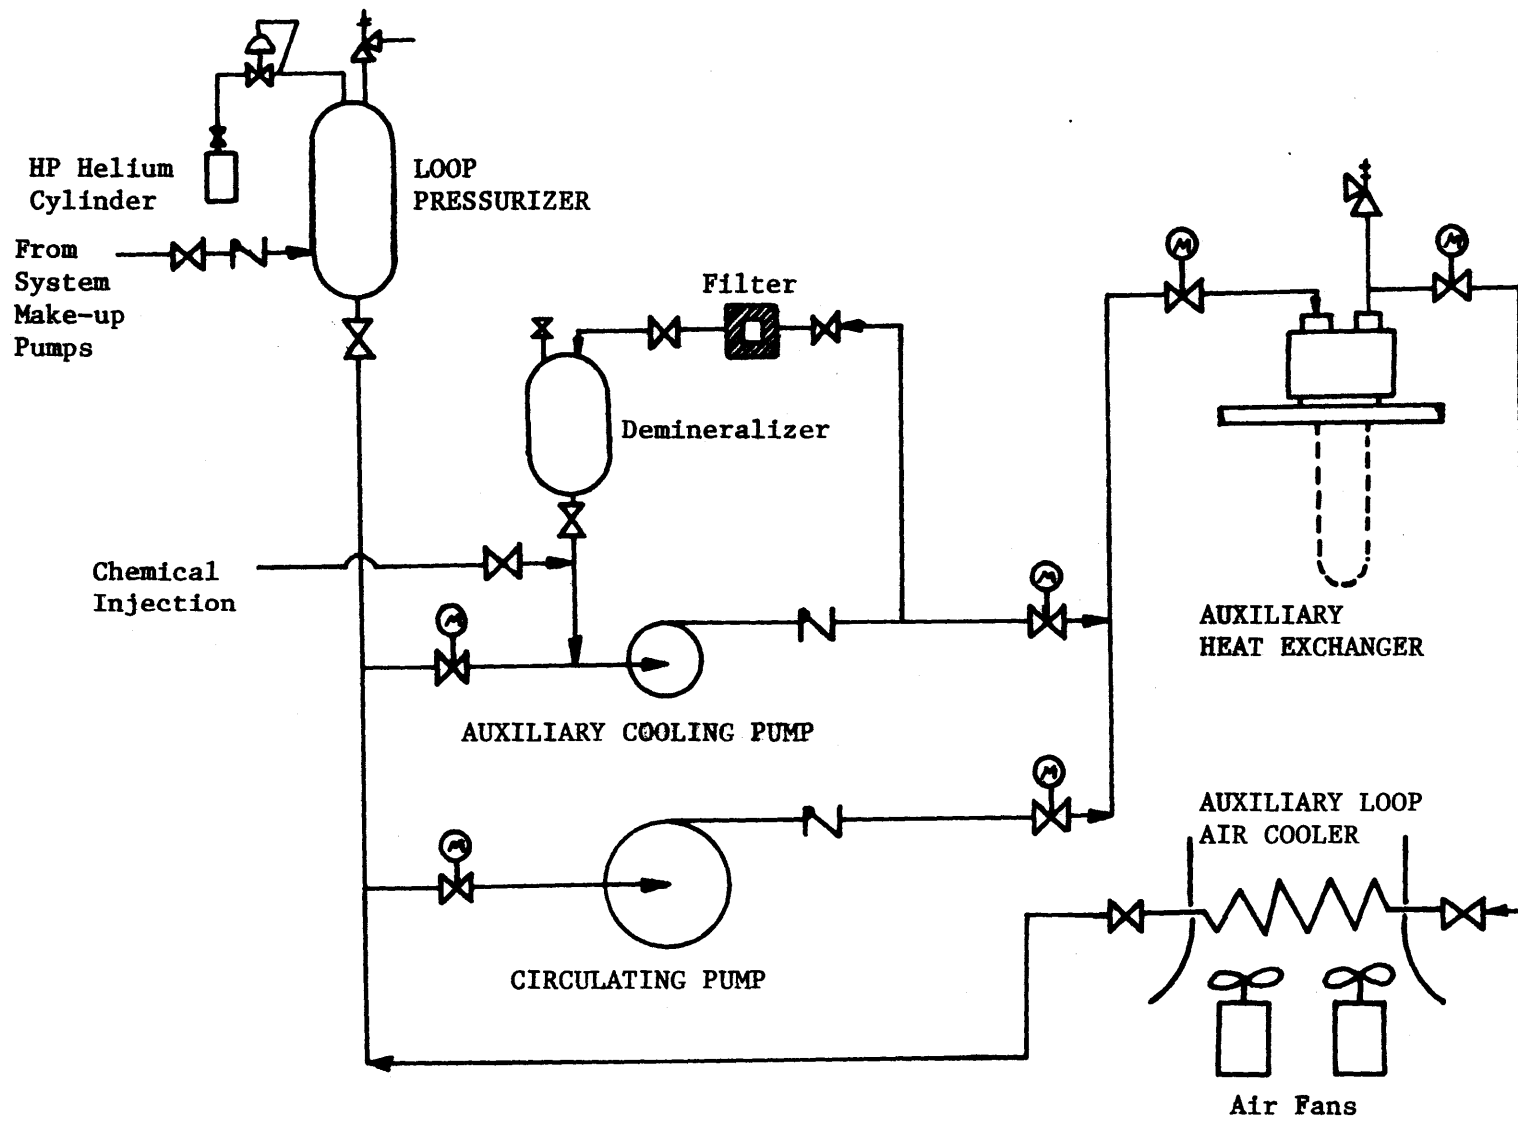 HP Helium
Cylinder
LOOP
PRESSURIZER
From
System
Make-up
Pumps
Filter
Demineralizer
Chemical
Injection
M
M
M
M
M
M
AUXILIARY COOLING PUMP
CIRCULATING PUMP
AUXILIARY
HEAT EXCHANGER
AUXILIARY LOOP
AIR COOLER
Air Fans